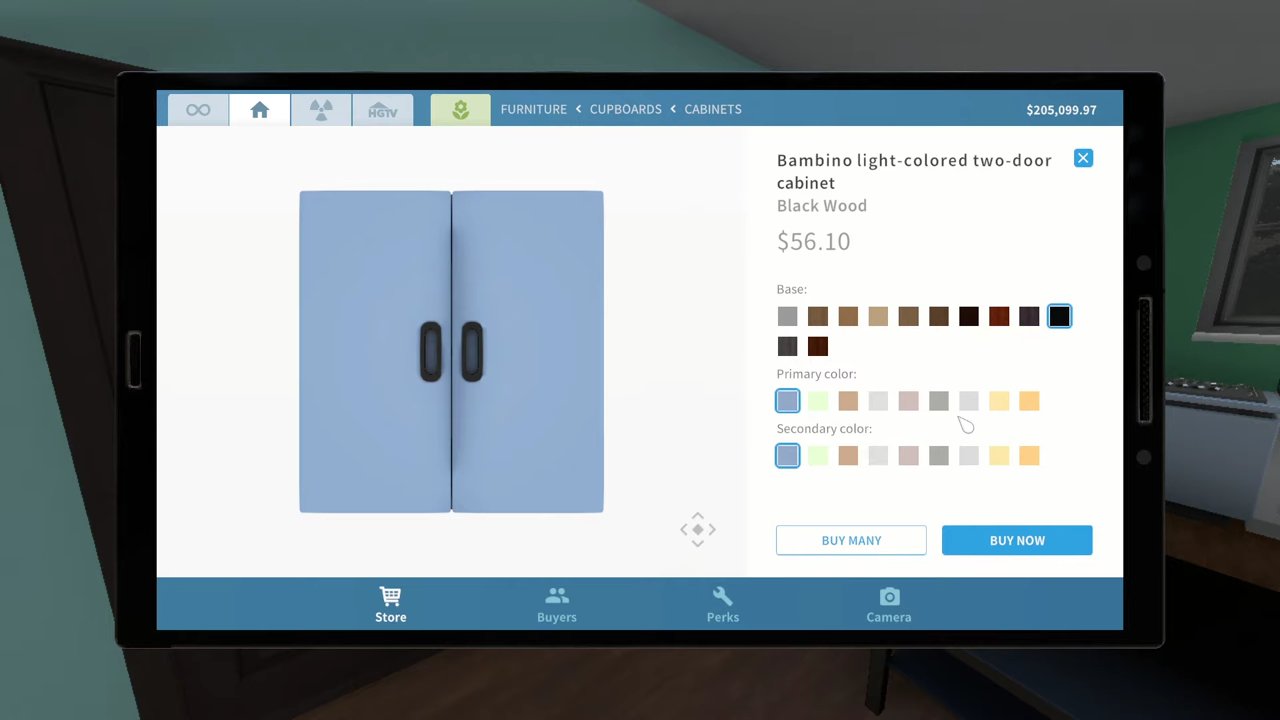 HGTV
FURNITURE < CUPBOARDS < CABINETS
$205,099.97
Bambino light-colored two-door
cabinet
Black Wood
$56.10
Base:
Primary color:
Secondary color:
BUY MANY
BUY NOW
Store
Buyers
Perks
Camera